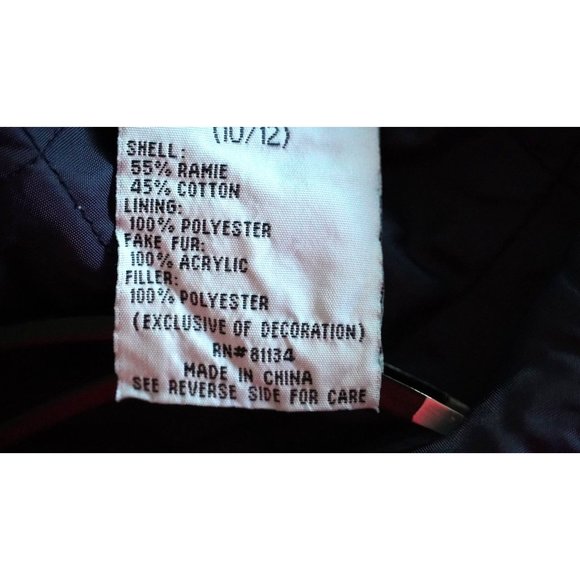 (10/12)
SHELL:
55% RAMIE
45% COTTON
LINING:
100% POLYESTER
FAKE FUR:
100% ACRYLIC
FILLER:
100% POLYESTER
(EXCLUSIVE OF DECORATION)
RN# 81134
MADE IN CHINA
SEE REVERSE SIDE FOR CARE